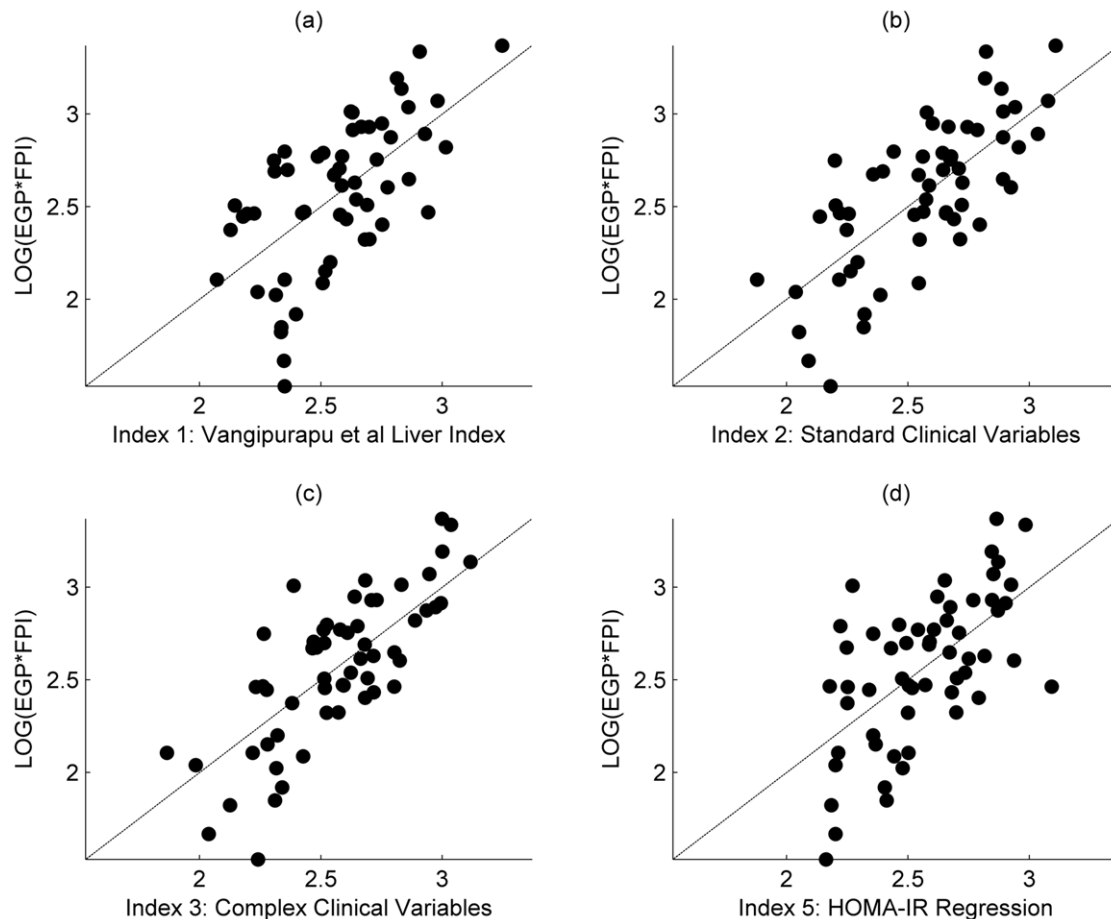 (a)
LOG(EGP*FPI)
3
2.5
2
2 2.5 3
Index 1: Vangipurapu et al Liver Index
(b)
LOG(EGP*FPI)
3
2.5
2
2 2.5 3
Index 2: Standard Clinical Variables
(c)
LOG(EGP*FPI)
3
2.5
2
2 2.5 3
Index 3: Complex Clinical Variables
(d)
LOG(EGP*FPI)
3
2.5
2
2 2.5 3
Index 5: HOMA-IR Regression